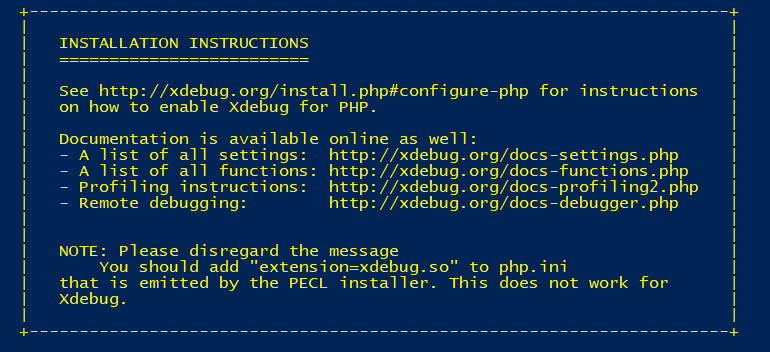 INSTALLATION INSTRUCTIONS
=========================
See http://xdebug.org/install.php#configure-php for instructions
on how to enable Xdebug for PHP.
Documentation is available online as well:
- A list of all settings:  http://xdebug.org/docs-settings.php
- A list of all functions: http://xdebug.org/docs-functions.php
- Profiling instructions:  http://xdebug.org/docs-profiling2.php
- Remote debugging:        http://xdebug.org/docs-debugger.php
NOTE: Please disregard the message
    You should add "extension=xdebug.so" to php.ini
that is emitted by the PECL installer. This does not work for
Xdebug.